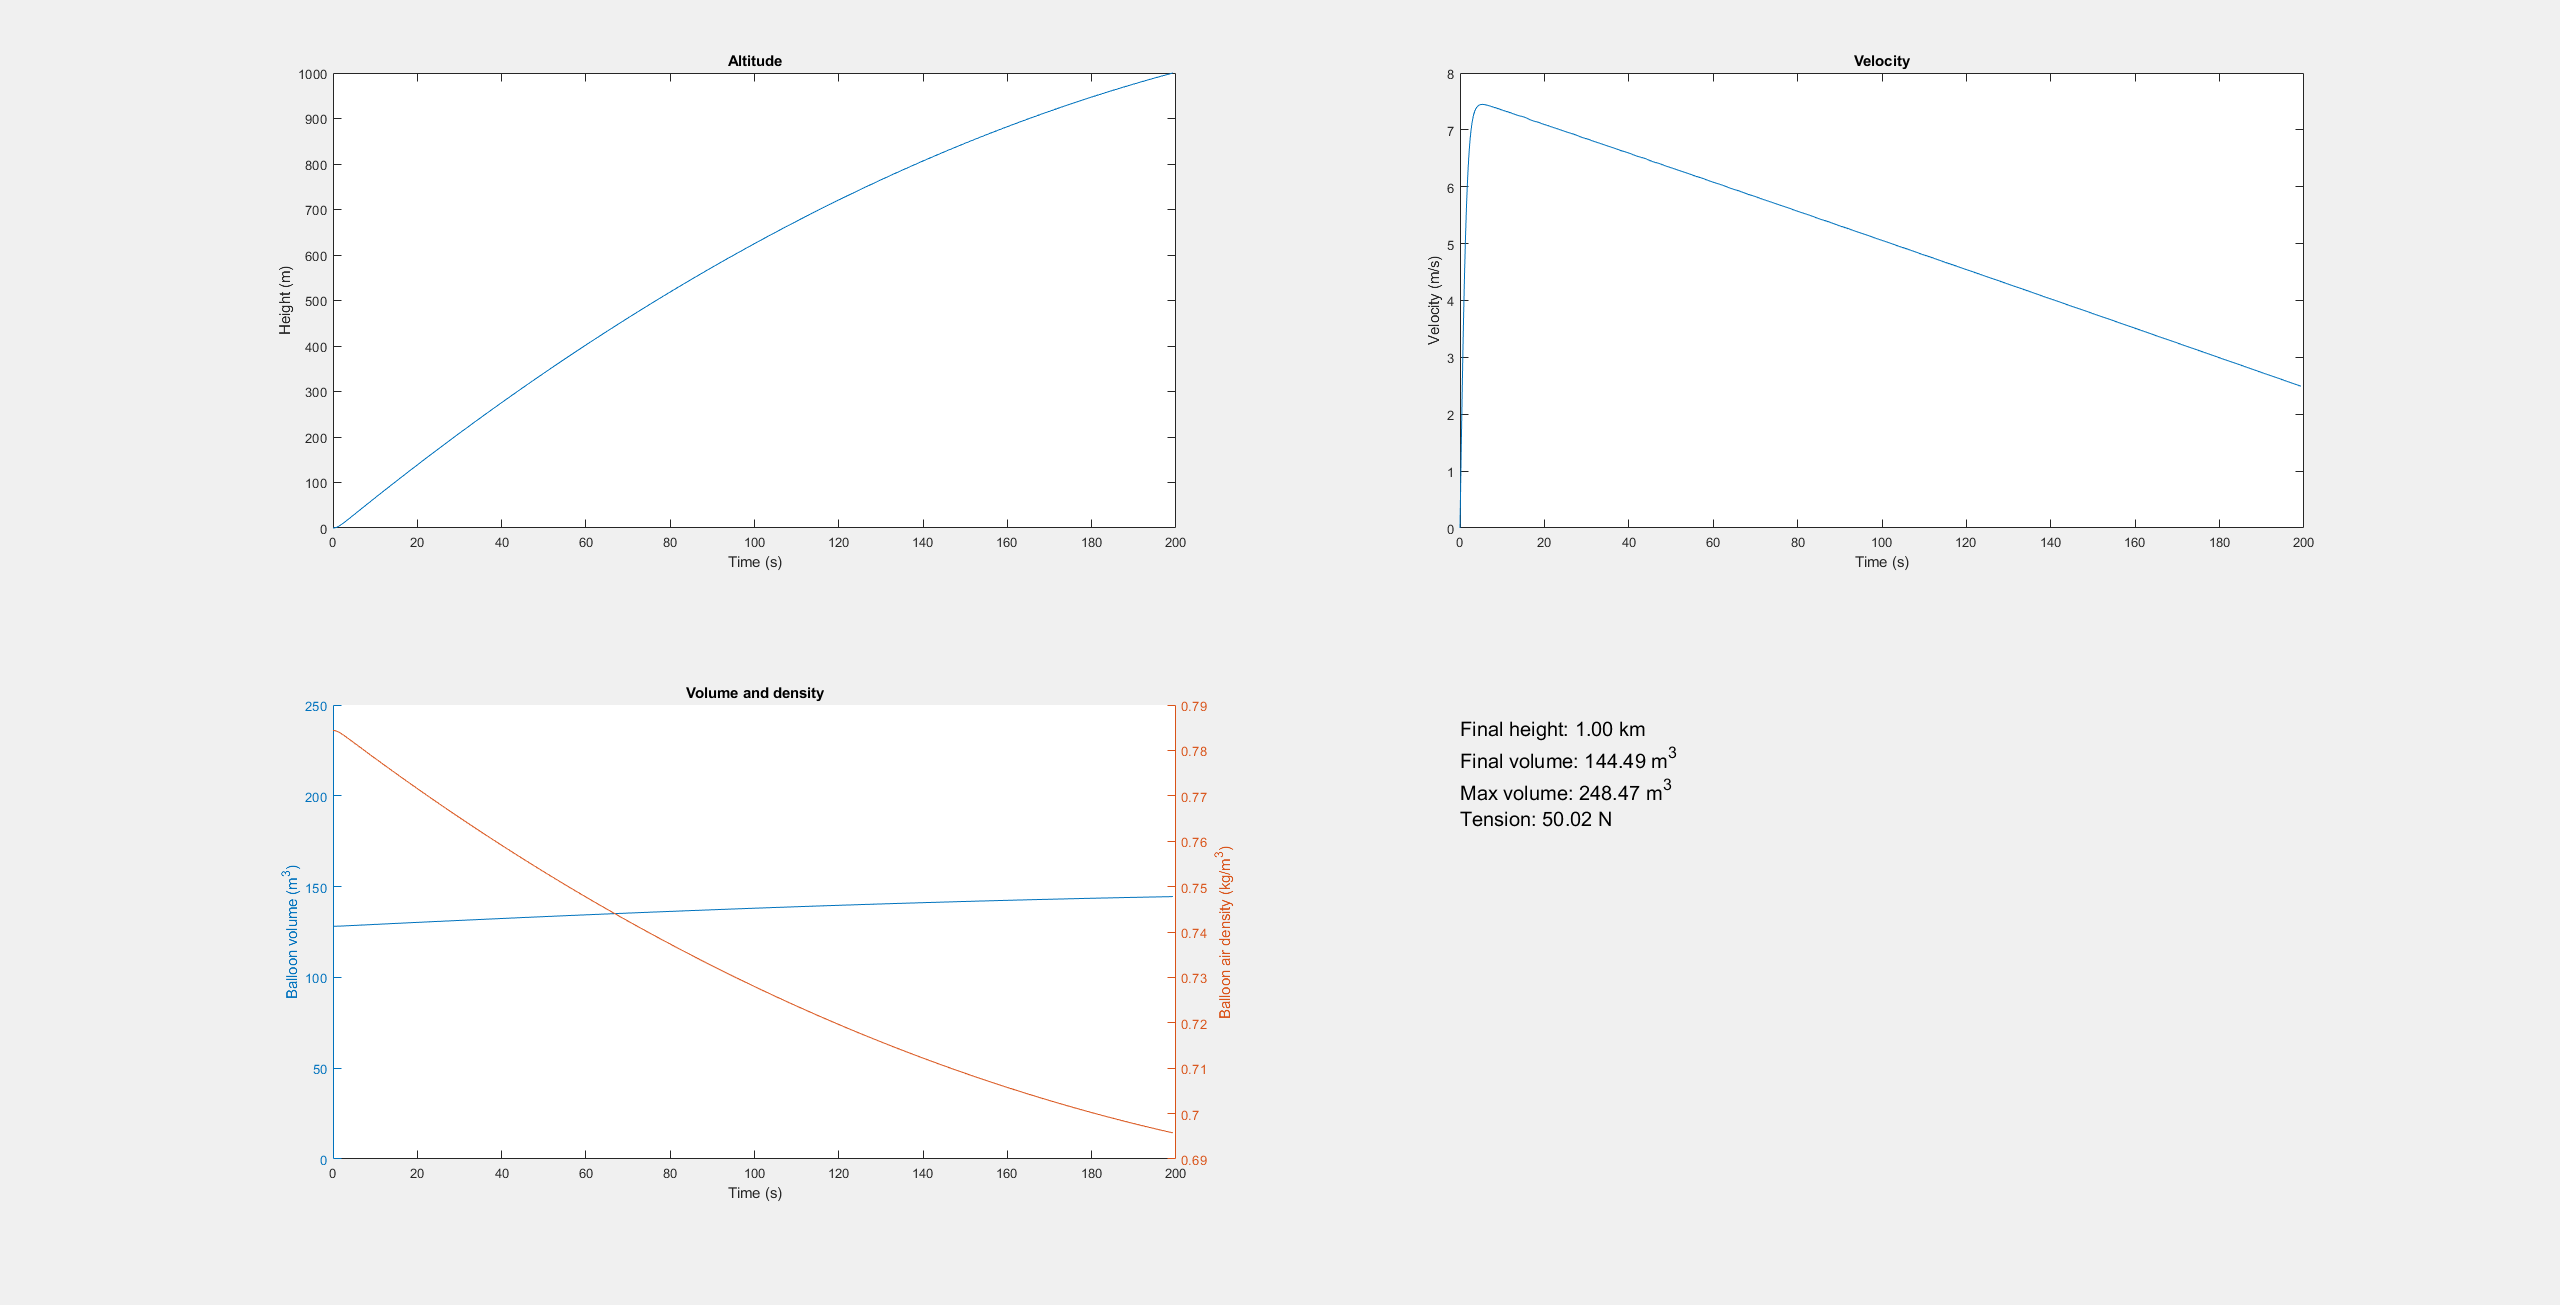 Altitude
1000
900
800
700
600
500
400
300
200
100
0
Height (m)
0 20 40 60 80 100 120 140 160 180 200
Time (s)
Velocity
8
7
6
5
4
3
2
1
0
Velocity (m/s)
0 20 40 60 80 100 120 140 160 180 200
Time (s)
Volume and density
250
200
150
100
50
0
Balloon volume (m³)
0.79
0.78
0.77
0.76
0.75
0.74
0.73
0.72
0.71
0.7
0.69
Balloon air density (kg/m³)
0 20 40 60 80 100 120 140 160 180 200
Time (s)
Final height: 1.00 km
Final volume: 144.49 m³
Max volume: 248.47 m³
Tension: 50.02 N